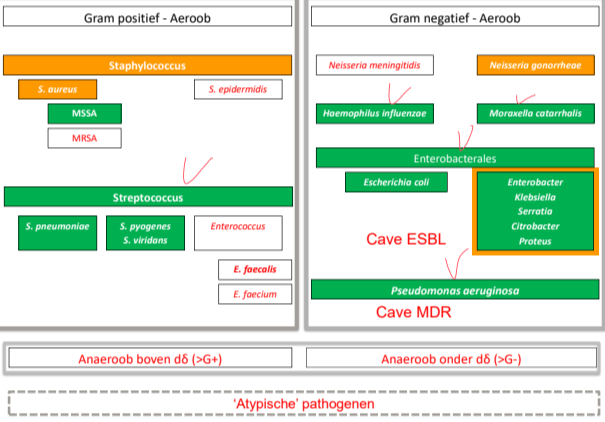 Gram positief - Aeroob
Staphylococcus
S. aureus
S. epidermidis
MSSA
MRSA
Streptococcus
S. pneumoniae
S. pyogenes
S. viridans
Enterococcus
E. faecalis
E. faecium
Gram negatief - Aeroob
Neisseria meningitidis
Neisseria gonorrheae
Haemophilus influenzae
Moraxella catarrhalis
Enterobacterales
Escherichia coli
Enterobacter
Klebsiella
Serratia
Citrobacter
Proteus
Cave ESBL
Pseudomonas aeruginosa
Cave MDR
Anaeroob boven dδ (>G+)
Anaeroob onder dδ (>G-)
‘Atypische’ pathogenen